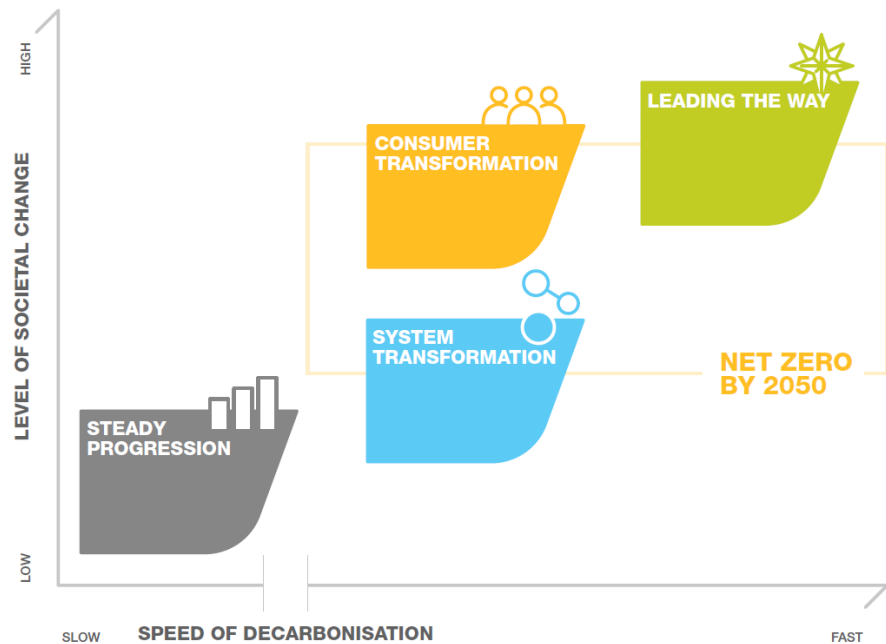 HIGH
LEVEL OF SOCIETAL CHANGE
LOW
LEADING THE WAY
CONSUMER
TRANSFORMATION
SYSTEM
TRANSFORMATION
NET ZERO
BY 2050
STEADY
PROGRESSION
SLOW
SPEED OF DECARBONISATION
FAST